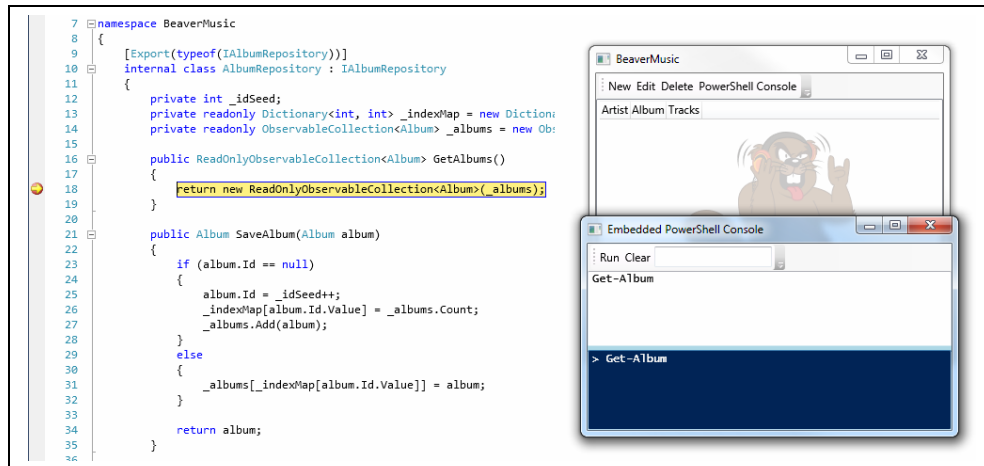 7 namespace BeaverMusic
8 {
9 [Export(typeof(IAlbumRepository))]
10 internal class AlbumRepository : IAlbumRepository
11 {
12 private int _idSeed;
13 private readonly Dictionary<int, int> _indexMap = new Dictiona
14 private readonly ObservableCollection<Album> _albums = new Obs
15
16 public ReadOnlyObservableCollection<Album> GetAlbums()
17 {
18 return new ReadOnlyObservableCollection<Album>(_albums);
19 }
20
21 public Album SaveAlbum(Album album)
22 {
23 if (album.Id == null)
24 {
25 album.Id = _idSeed++;
26 _indexMap[album.Id.Value] = _albums.Count;
27 _albums.Add(album);
28 }
29 else
30 {
31 _albums[_indexMap[album.Id.Value]] = album;
32 }
33
34 return album;
35 }
36
BeaverMusic
New Edit Delete PowerShell Console
Artist Album Tracks
Embedded PowerShell Console
Run Clear
Get-Album
> Get-Album